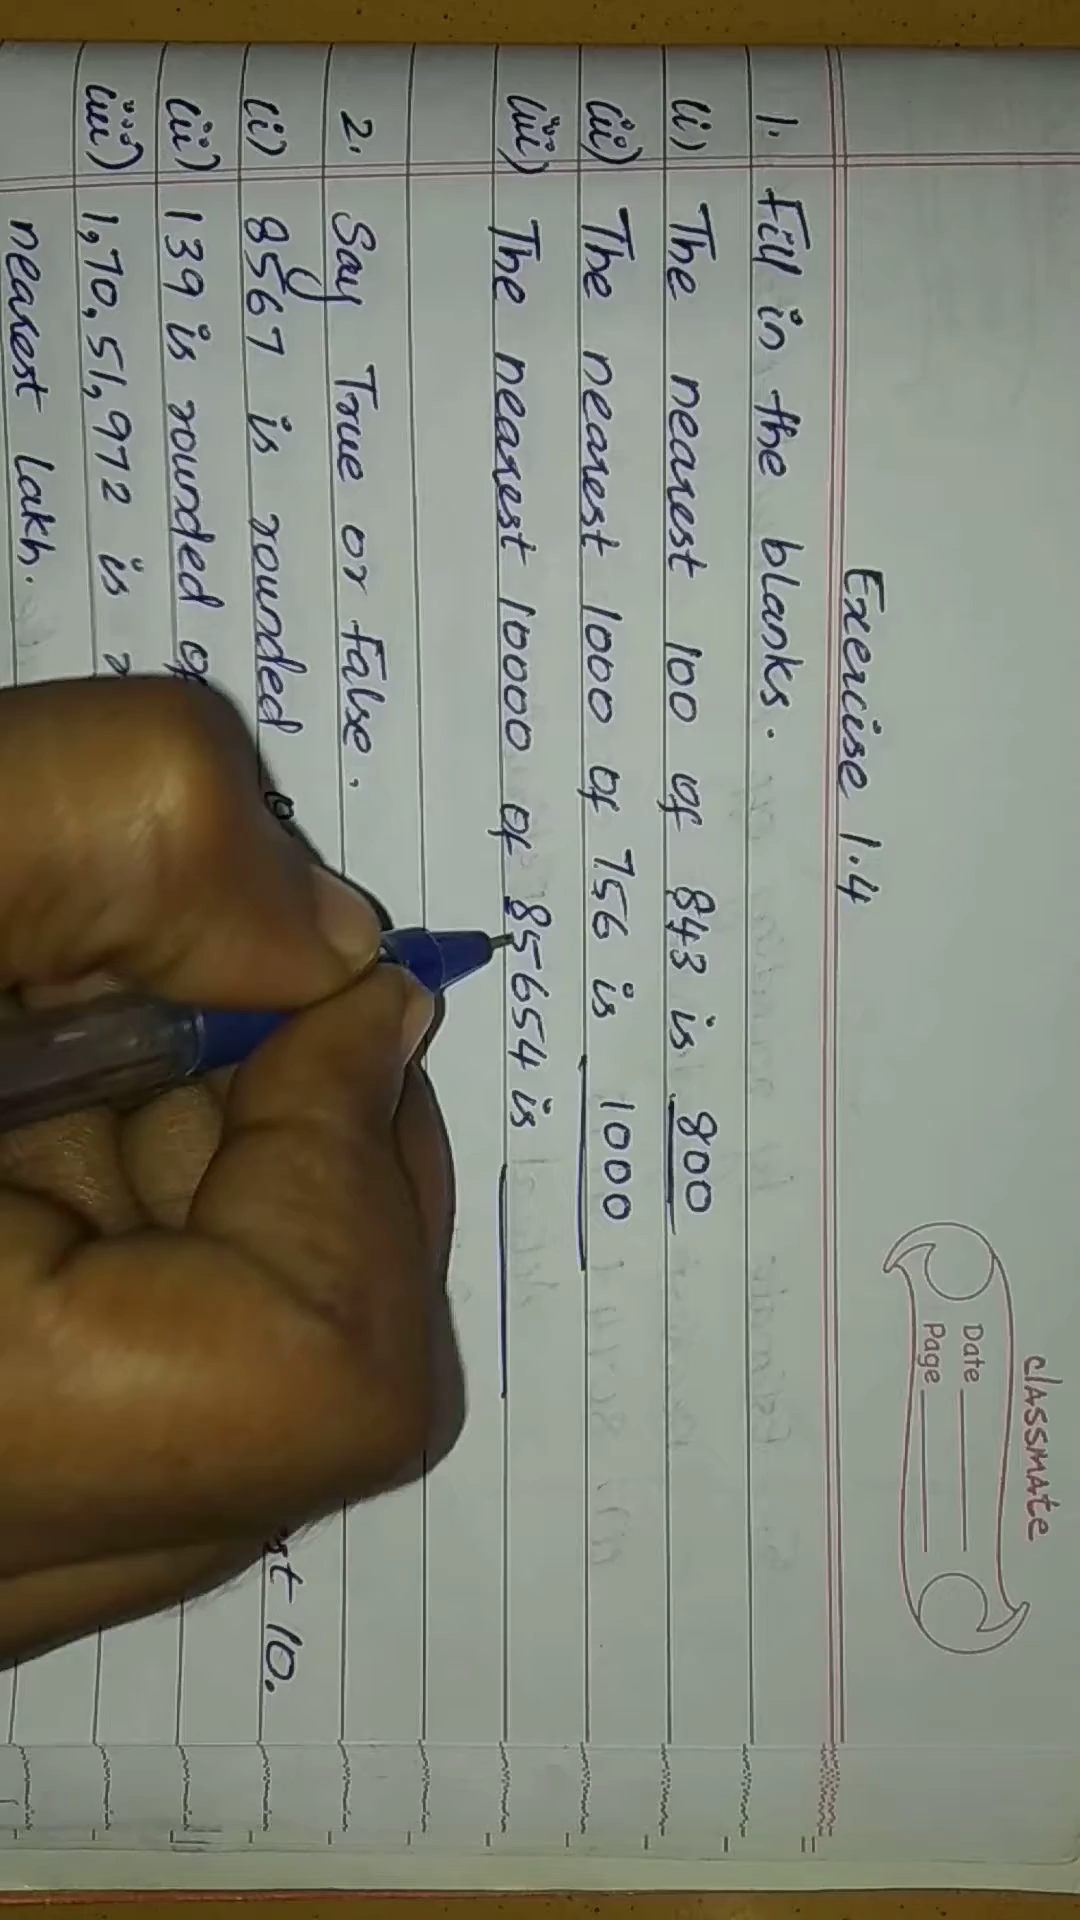 classmate
Date
Page
Exercise 1.4
1. Fill in the blanks.
(i) The nearest 100 of 843 is 800
(ii) The nearest 1000 of 756 is 1000
(iii) The nearest 10000 of 85654 is
2. Say True or False.
(i) 8567 is rounded st 10.
(ii) 139 is rounded
(iii) 1,70,51,972 is
nearest lakh.